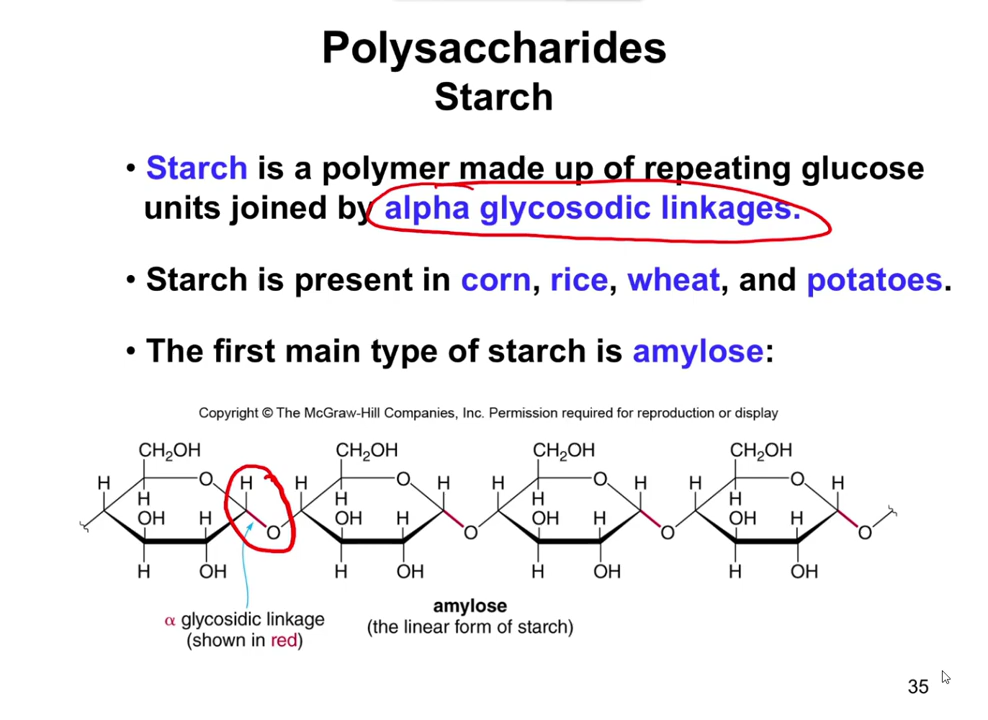 Polysaccharides
Starch
• Starch is a polymer made up of repeating glucose
units joined by alpha glycosodic linkages.
• Starch is present in corn, rice, wheat, and potatoes.
• The first main type of starch is amylose:
Copyright © The McGraw-Hill Companies, Inc. Permission required for reproduction or display
CH₂OH CH₂OH CH₂OH CH₂OH
H O H H O H H O H H O H
H H H H
OH H OH H OH H OH H
O O O O
H OH H OH H OH H OH
α glycosidic linkage
(shown in red)
amylose
(the linear form of starch)
35